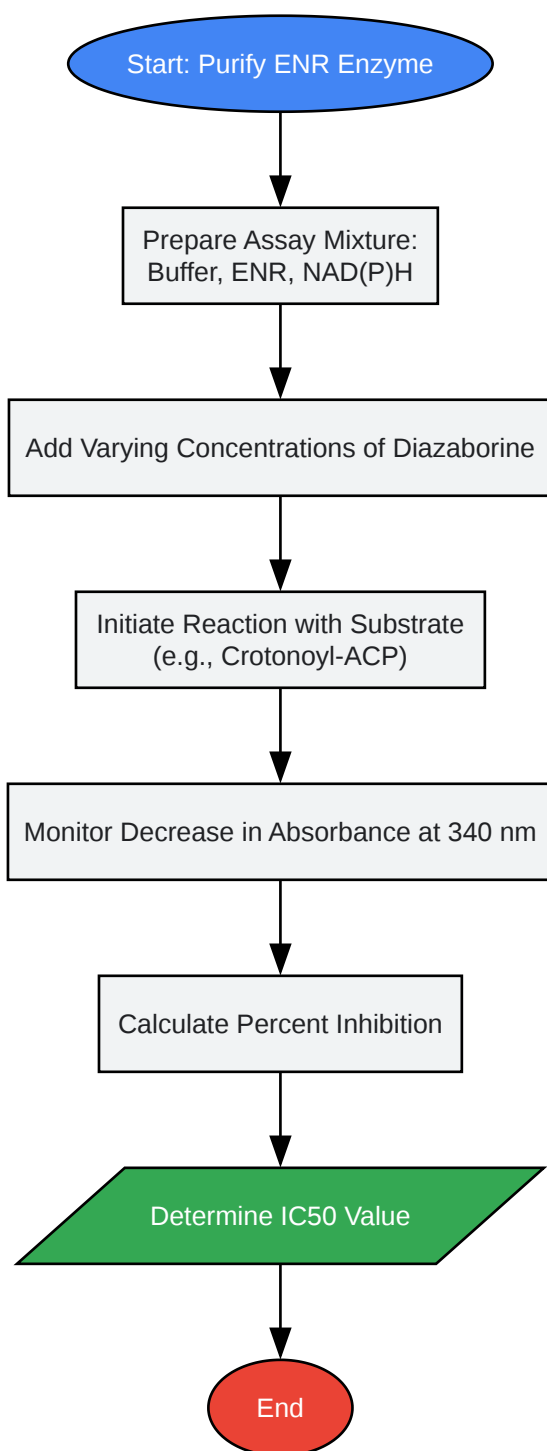 Start: Purify ENR Enzyme
Prepare Assay Mixture:
Buffer, ENR, NAD(P)H
Add Varying Concentrations of Diazaborine
Initiate Reaction with Substrate
(e.g., Crotonoyl-ACP)
Monitor Decrease in Absorbance at 340 nm
Calculate Percent Inhibition
Determine IC50 Value
End